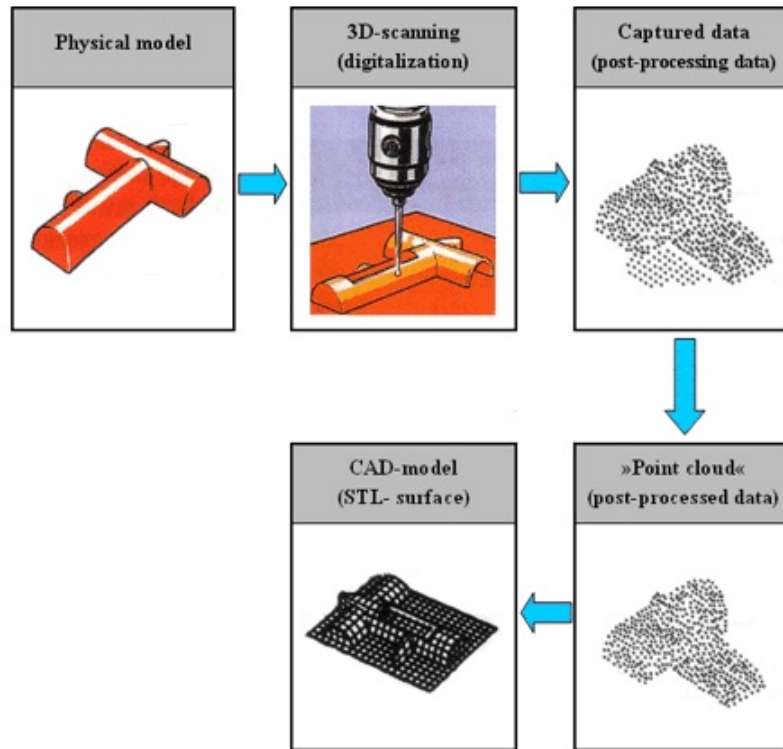 Physical model
3D-scanning
(digitalization)
Captured data
(post-processing data)
»Point cloud«
(post-processed data)
CAD-model
(STL- surface)